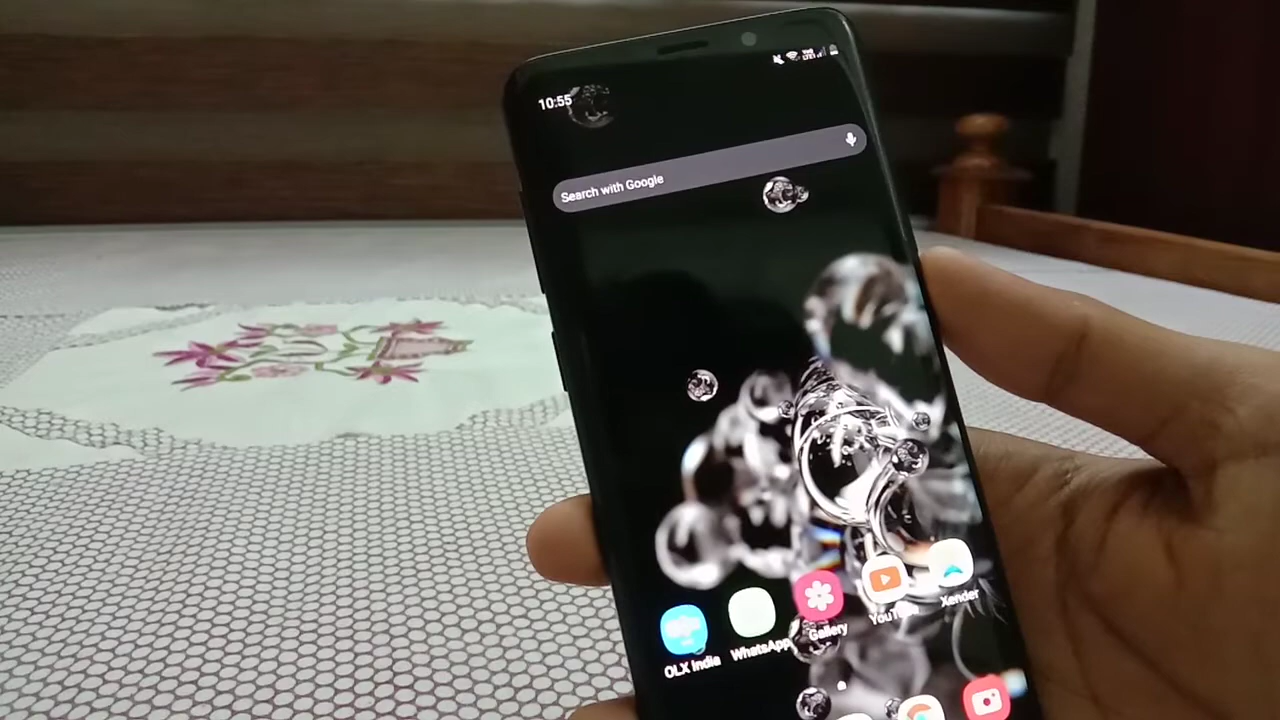 10:55
Search with Google
OLX India
WhatsApp
Gallery
YouTube
Xender